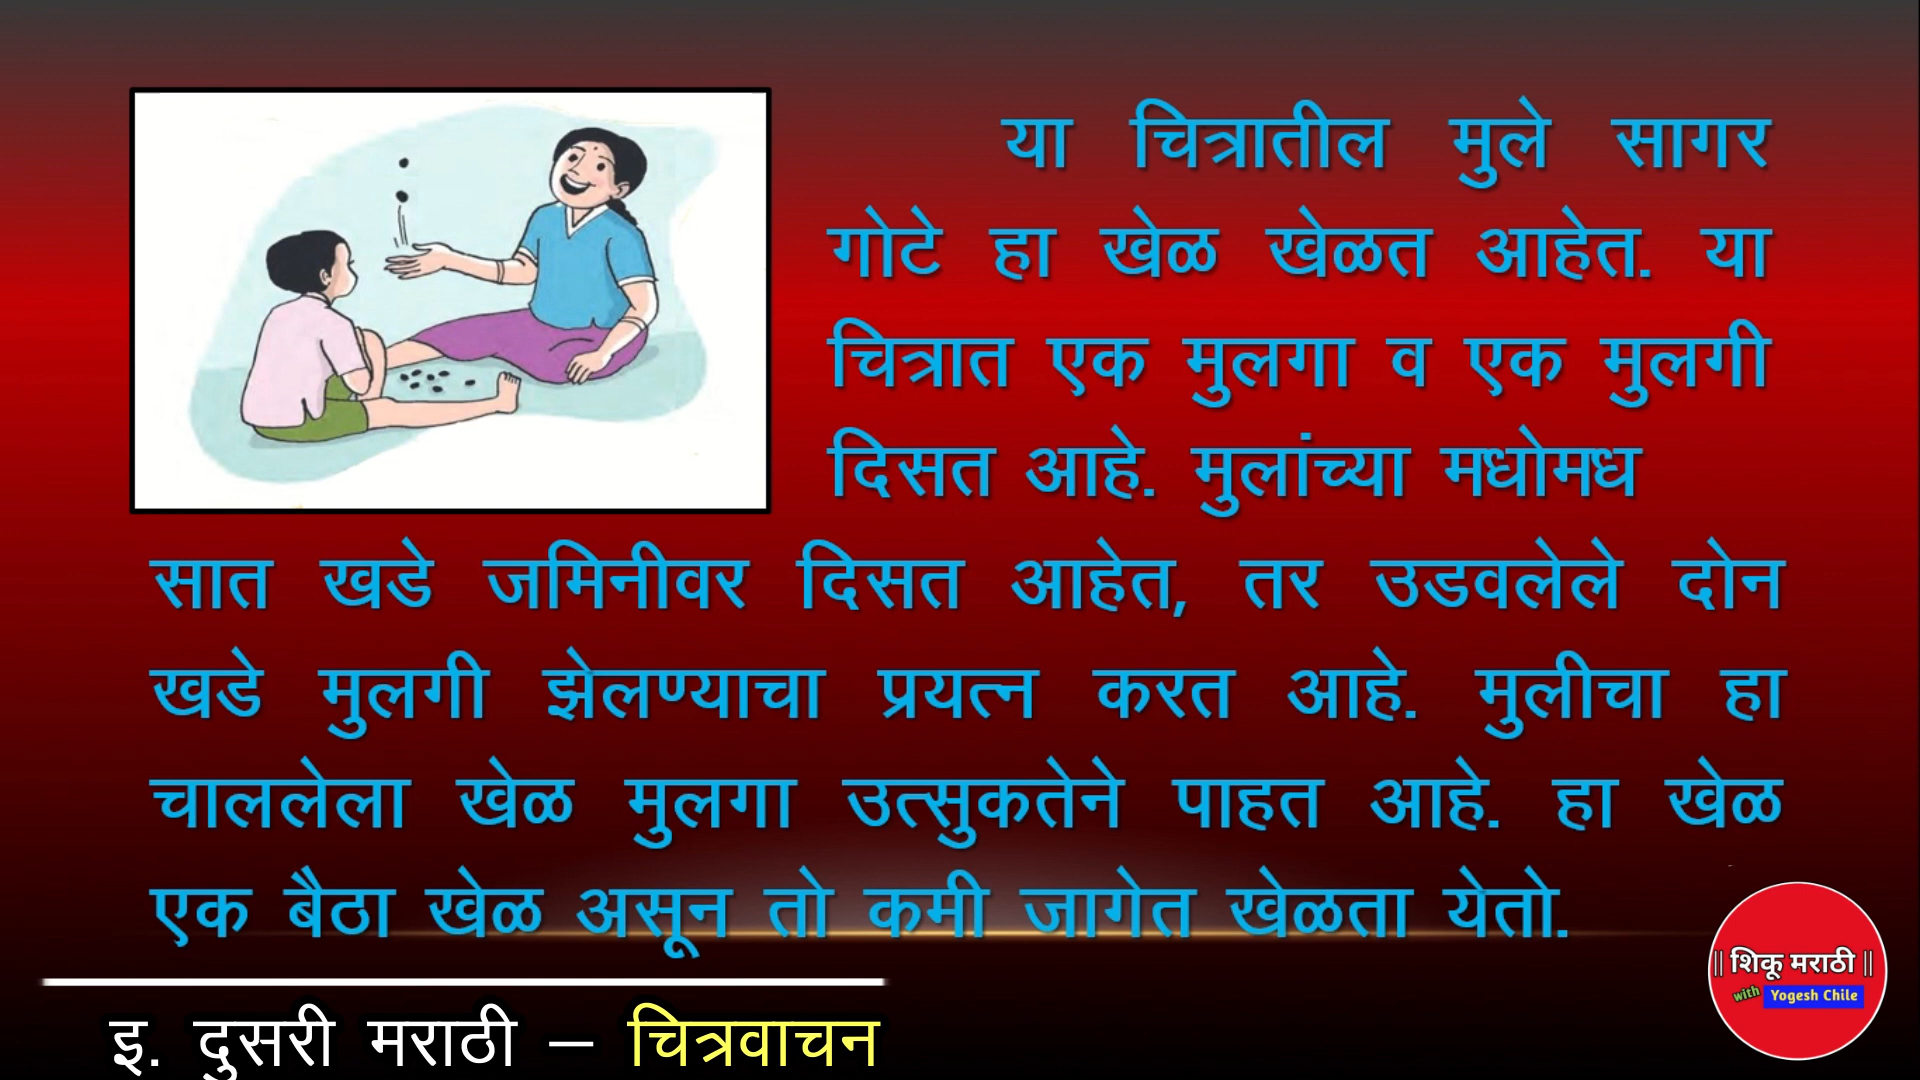 या चित्रातील मुले सागर
गोटे हा खेळ खेळत आहेत. या
चित्रात एक मुलगा व एक मुलगी
दिसत आहे. मुलांच्या मधोमध
सात खडे जमिनीवर दिसत आहेत, तर उडवलेले दोन
खडे मुलगी झेलण्याचा प्रयत्न करत आहे. मुलीचा हा
चाललेला खेळ मुलगा उत्सुकतेने पाहत आहे. हा खेळ
एक बैठा खेळ असून तो कमी जागेत खेळता येतो.
॥ शिकू मराठी ॥
with Yogesh Chile
इ. दुसरी मराठी – चित्रवाचन